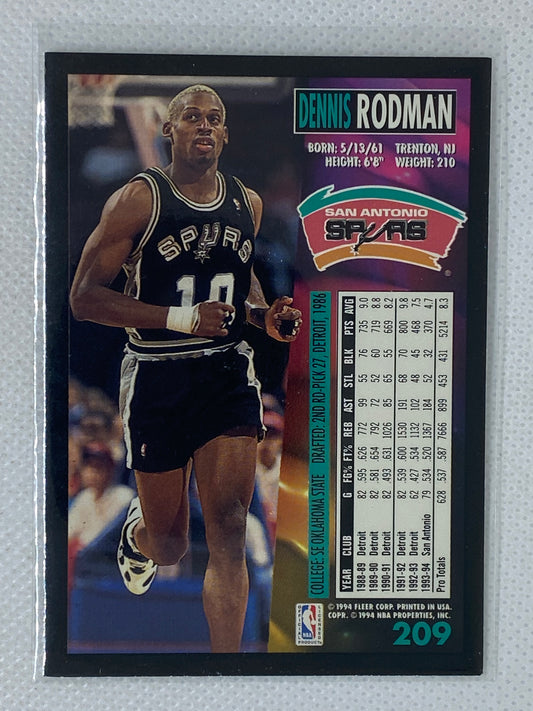 DENNIS RODMAN
BORN: 5/13/61 TRENTON, NJ
HEIGHT: 6'8" WEIGHT: 210
SAN ANTONIO
SPURS
®
SPURS
10
COLLEGE: SE OKLAHOMA STATE DRAFTED: 2ND RD-PICK 27, DETROIT, 1986
YEAR CLUB G FG% FT% REB AST STL BLK PTS AVG
1988-89 Detroit 82 .595 .626 772 99 55 76 735 9.0
1989-90 Detroit 82 .581 .654 792 72 52 60 719 8.8
1990-91 Detroit 82 .493 .631 1026 85 65 55 669 8.2
1991-92 Detroit 82 .539 .600 1530 191 68 70 800 9.8
1992-93 Detroit 62 .427 .534 1132 102 48 45 468 7.5
1993-94 San Antonio 79 .534 .520 1367 184 52 32 370 4.7
Pro Totals 628 .537 .587 7666 899 453 431 5214 8.3
© 1994 FLEER CORP. PRINTED IN USA.
COPR. © 1994 NBA PROPERTIES, INC.
NBA
209